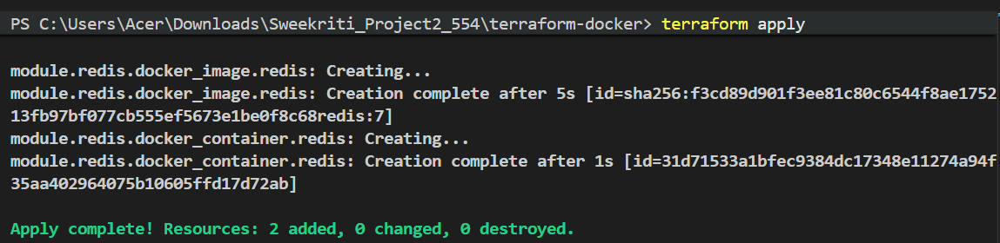 PS C:\Users\Acer\Downloads\Sweekriti_Project2_554\terraform-docker> terraform apply
module.redis.docker_image.redis: Creating...
module.redis.docker_image.redis: Creation complete after 5s [id=sha256:f3cd89d901f3ee81c80c6544f8ae1752
13fb97bf077cb555ef5673e1be0f8c68redis:7]
module.redis.docker_container.redis: Creating...
module.redis.docker_container.redis: Creation complete after 1s [id=31d71533a1bfec9384dc17348e11274a94f
35aa402964075b10605ffd17d72ab]
Apply complete! Resources: 2 added, 0 changed, 0 destroyed.